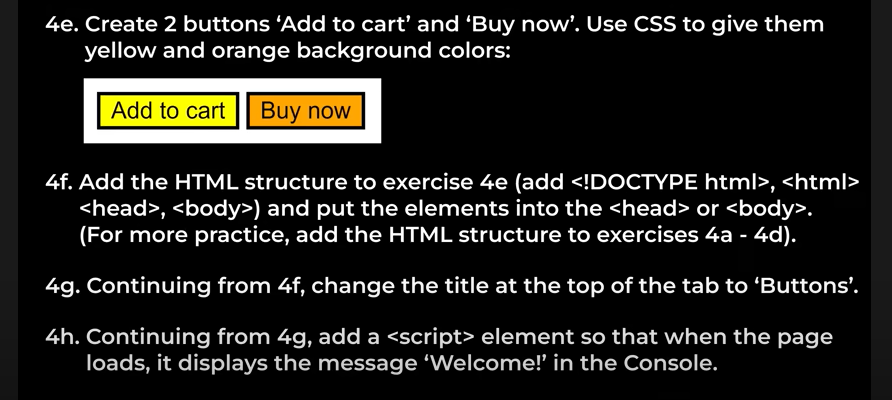 4e. Create 2 buttons ‘Add to cart’ and ‘Buy now’. Use CSS to give them
yellow and orange background colors:
Add to cart Buy now
4f. Add the HTML structure to exercise 4e (add <!DOCTYPE html>, <html>
<head>, <body>) and put the elements into the <head> or <body>.
(For more practice, add the HTML structure to exercises 4a - 4d).
4g. Continuing from 4f, change the title at the top of the tab to ‘Buttons’.
4h. Continuing from 4g, add a <script> element so that when the page
loads, it displays the message ‘Welcome!’ in the Console.